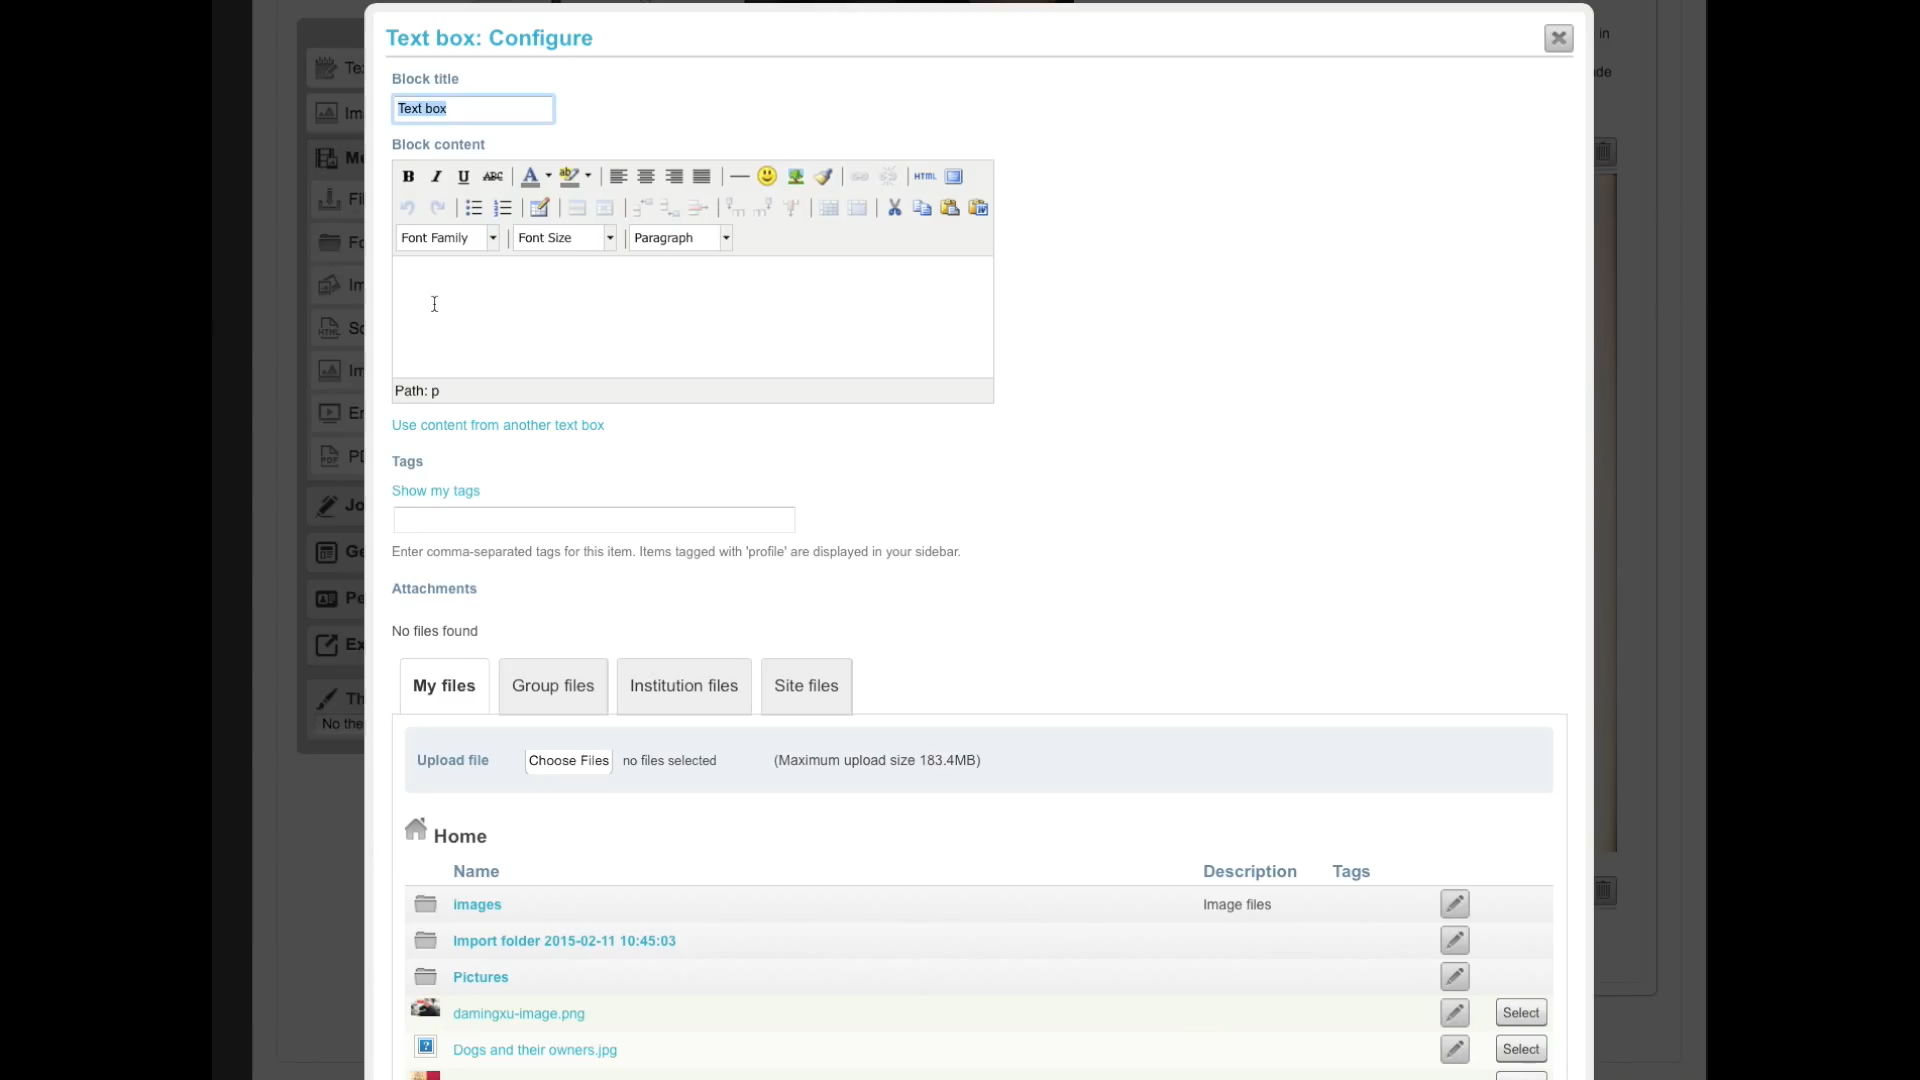 Text box: Configure
in
Block title
Text box
Block content
B I U ABC A ab HTML
Font Family Font Size Paragraph
Path: p
Use content from another text box
Tags
Show my tags
Enter comma-separated tags for this item. Items tagged with 'profile' are displayed in your sidebar.
Attachments
No files found
My files Group files Institution files Site files
Upload file Choose Files no files selected (Maximum upload size 183.4MB)
Home
Name Description Tags
images Image files
Import folder 2015-02-11 10:45:03
Pictures
damingxu-image.png Select
Dogs and their owners.jpg Select